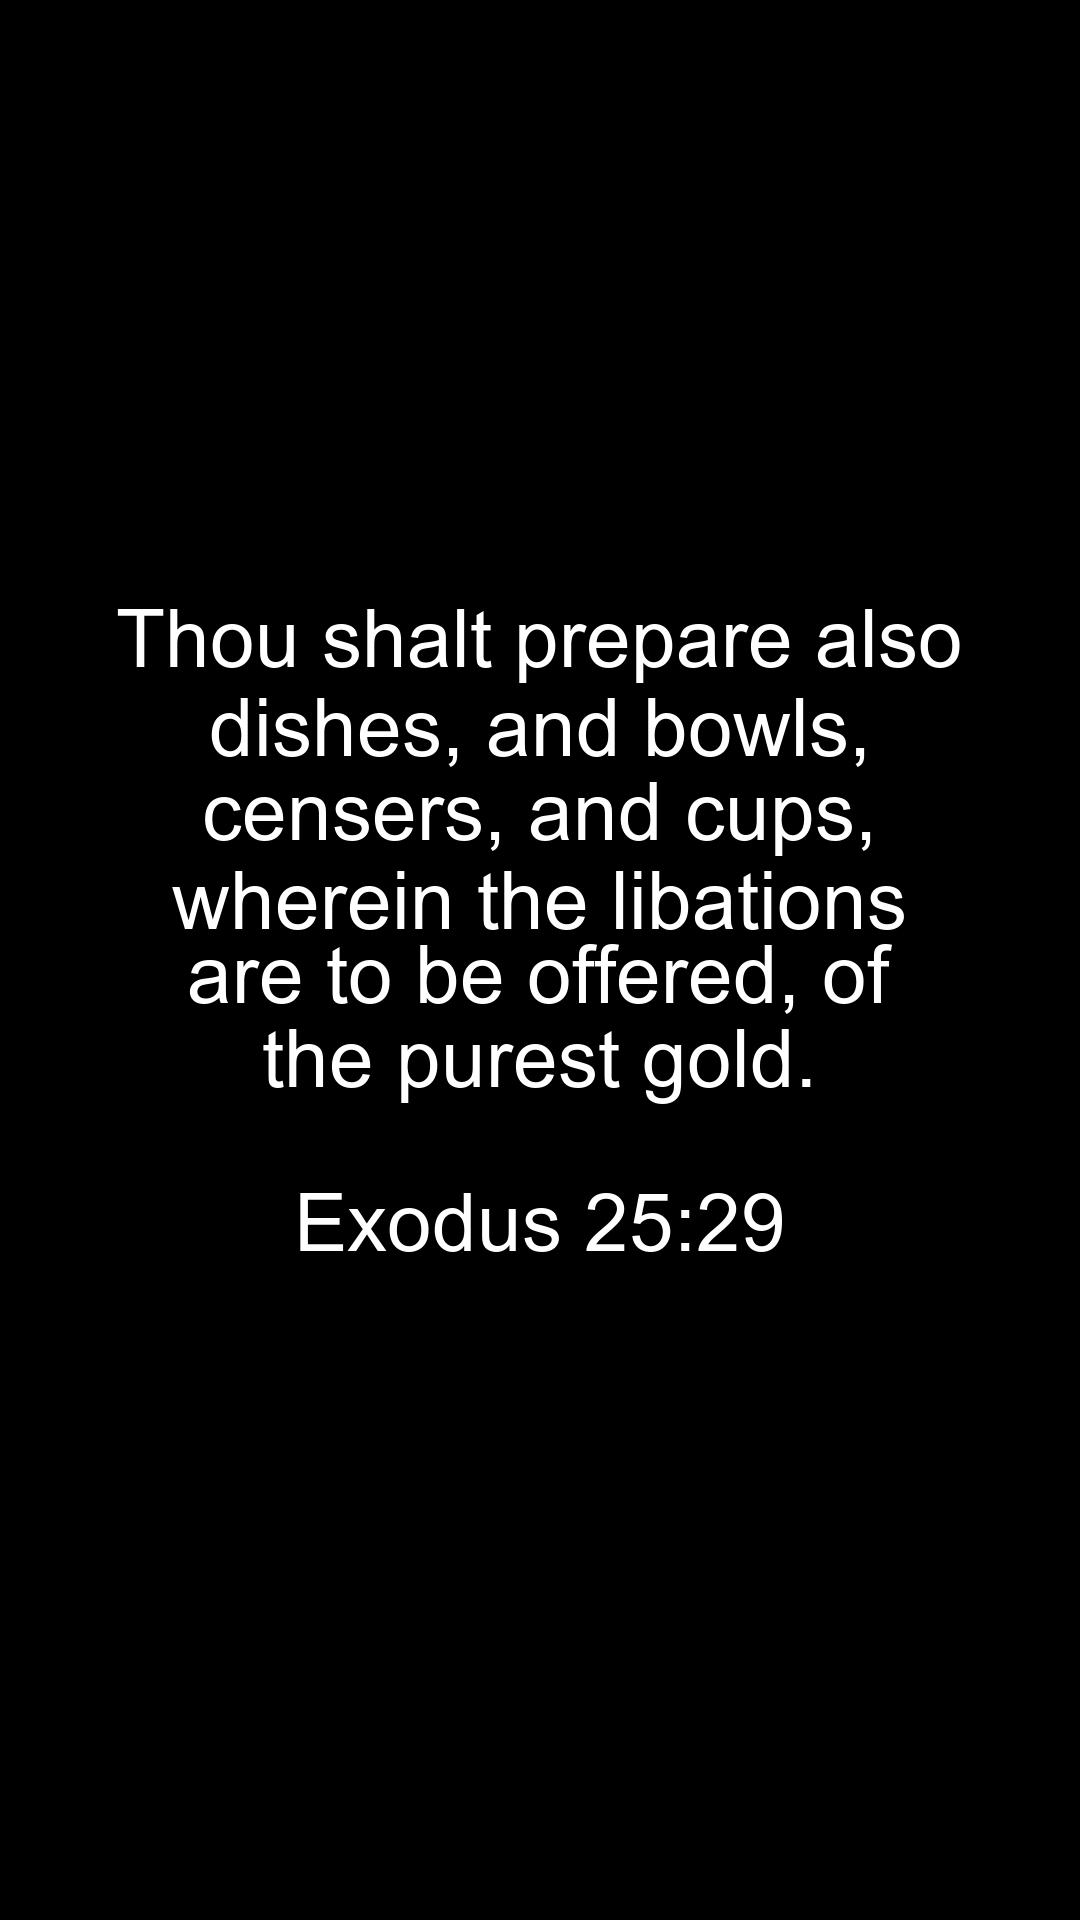 Thou shalt prepare also
dishes, and bowls,
censers, and cups,
wherein the libations
are to be offered, of
the purest gold.
Exodus 25:29